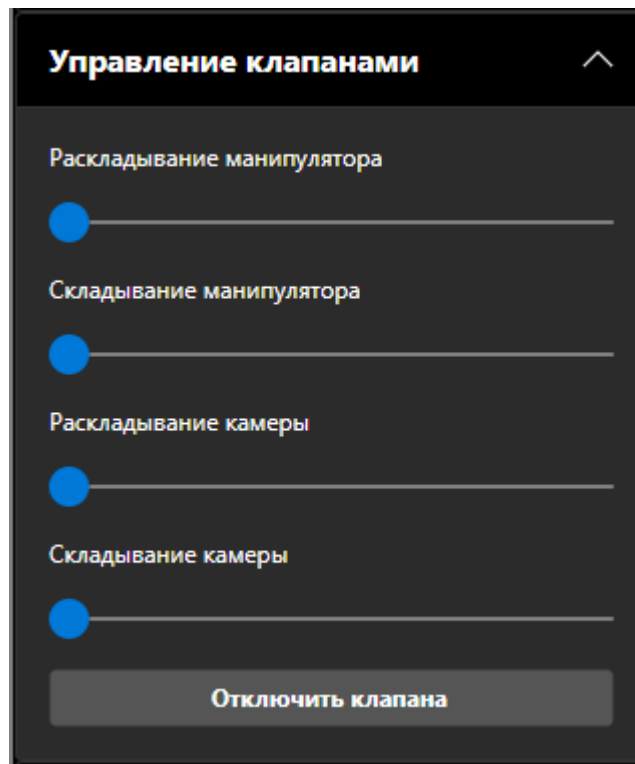 Управление клапанами
Раскладывание манипулятора
Складывание манипулятора
Раскладывание камеры
Складывание камеры
Отключить клапана